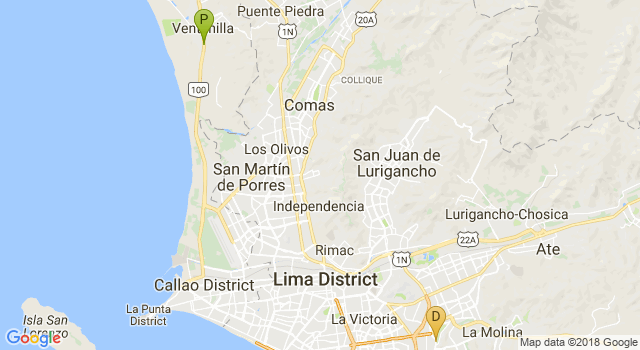 Puente Piedra
P
Ventanilla
20A
1N
COLLIQUE
100
Comas
Los Olivos
San Juan de
Lurigancho
San Martín
de Porres
Independencia
Lurigancho-Chosica
22A
Rimac
Ate
1N
Lima District
Callao District
La Punta
District
Isla San
Lorenzo
La Victoria
D
La Molina
Google
Map data ©2018 Google